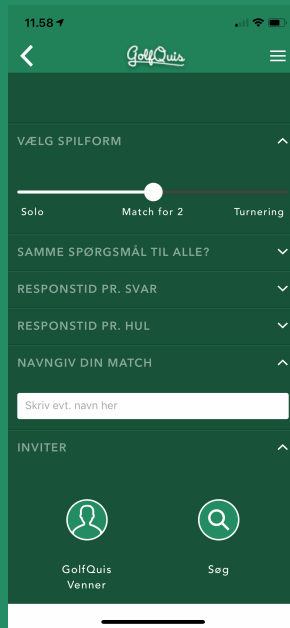 11.58
GolfQuis
VÆLG SPILFORM
Solo Match for 2 Turnering
SAMME SPØRGSMÅL TIL ALLE?
RESPONSTID PR. SVAR
RESPONSTID PR. HUL
NAVNGIV DIN MATCH
Skriv evt. navn her
INVITER
GolfQuis
Venner
Søg